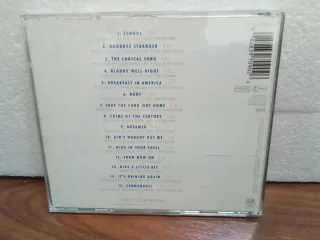 1. SCHOOL
2. GOODBYE STRANGER
3. THE LOGICAL SONG
4. BLOODY WELL RIGHT
5. BREAKFAST IN AMERICA
6. RUDY
7. TAKE THE LONG WAY HOME
8. CRIME OF THE CENTURY
9. DREAMER
10. AIN'T NOBODY BUT ME
11. HIDE IN YOUR SHELL
12. FROM NOW ON
13. GIVE A LITTLE BIT
14. IT'S RAINING AGAIN
15. CANNONBALL